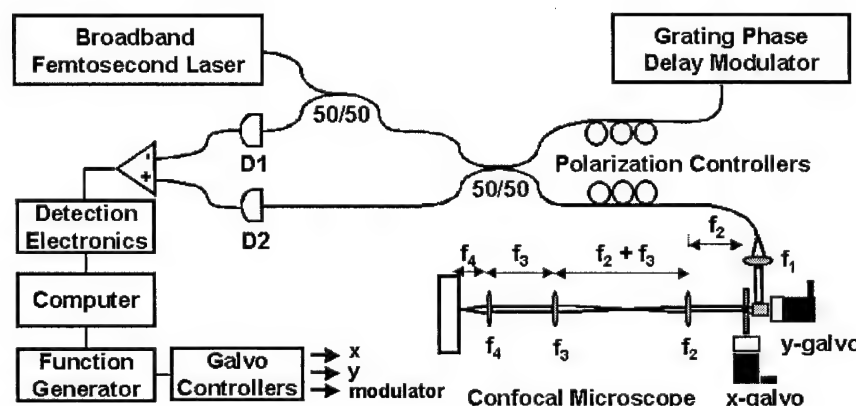 Broadband
Femtosecond Laser
Grating Phase
Delay Modulator
50/50
D1
Polarization Controllers
50/50
-
+
D2
Detection
Electronics
f₂
f₄
f₃
f₂ + f₃
f₁
Computer
f₄
f₃
f₂
y-galvo
Function
Generator
Galvo
Controllers
x
y
modulator
Confocal Microscope
x-galvo